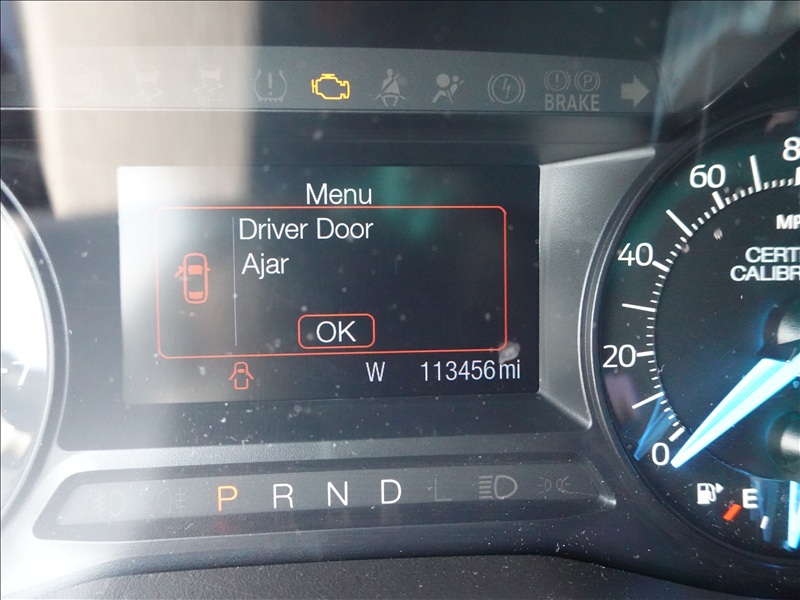 BRAKE
Menu
Driver Door
Ajar
OK
W 113456mi
P R N D L
60
40
20
0
E